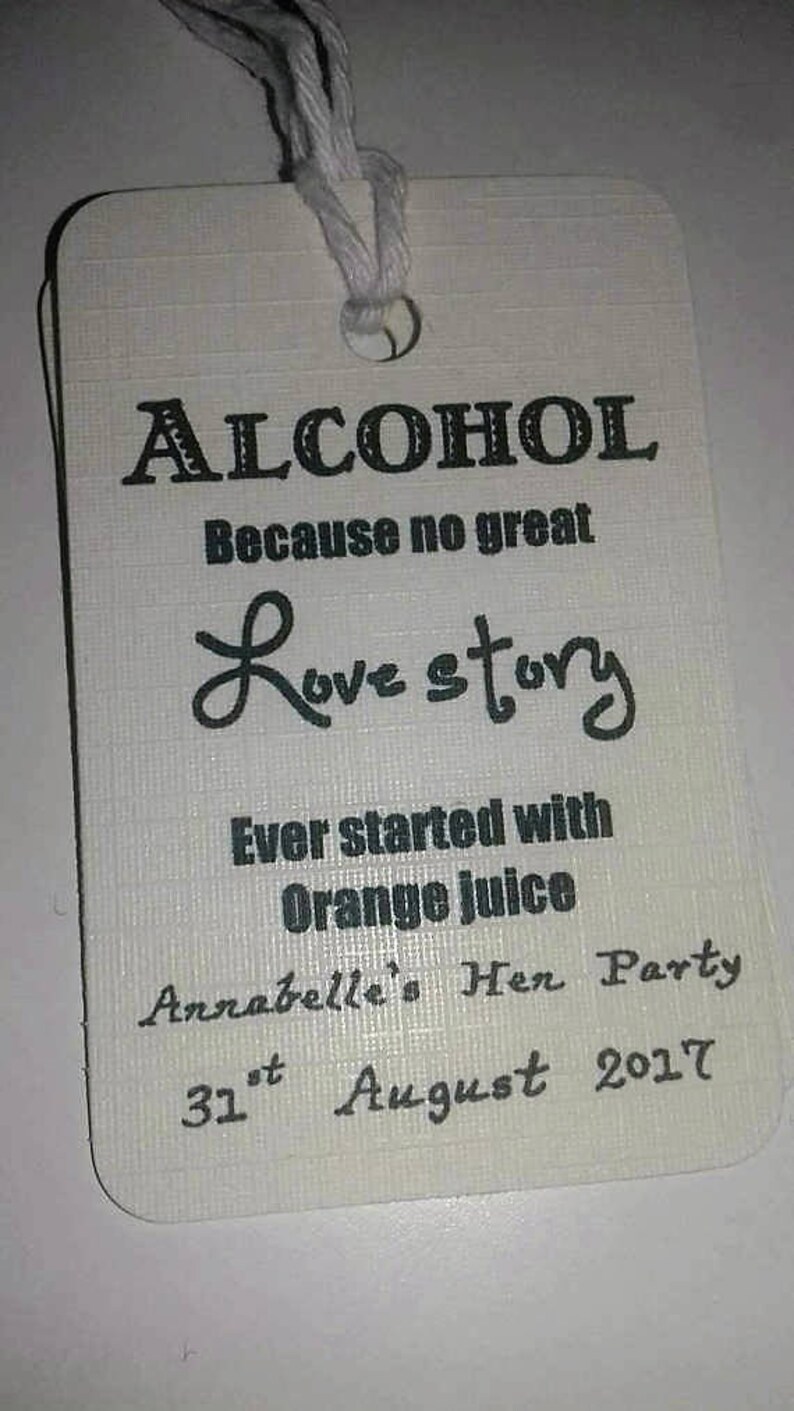 ALCOHOL
Because no great
Love story
Ever started with
Orange juice
Annabelle's Hen Party
31st August 2017